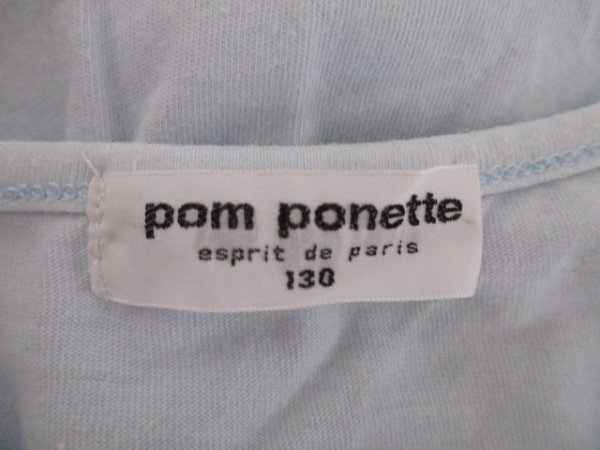 pom ponette
esprit de paris
130